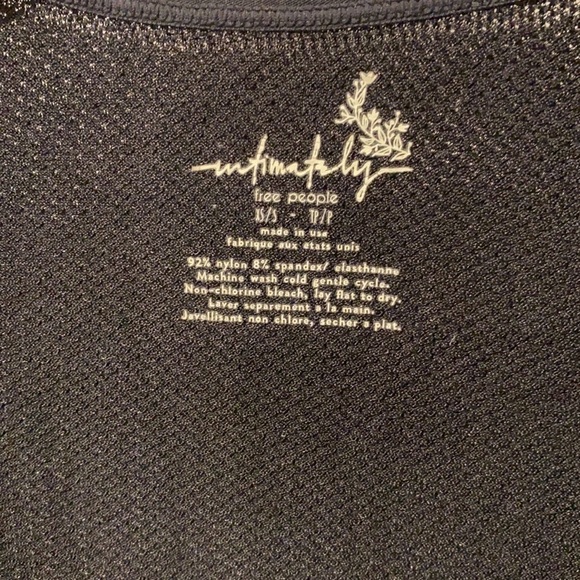 intimately
free people
XS/S · TP/P
made in usa
fabrique aux etats unis
92% nylon 8% spandex/ elasthanne
Machine wash cold gentle cycle.
Non-chlorine bleach, lay flat to dry.
Laver separement a la main.
Javallisant non chlore, secher a plat.